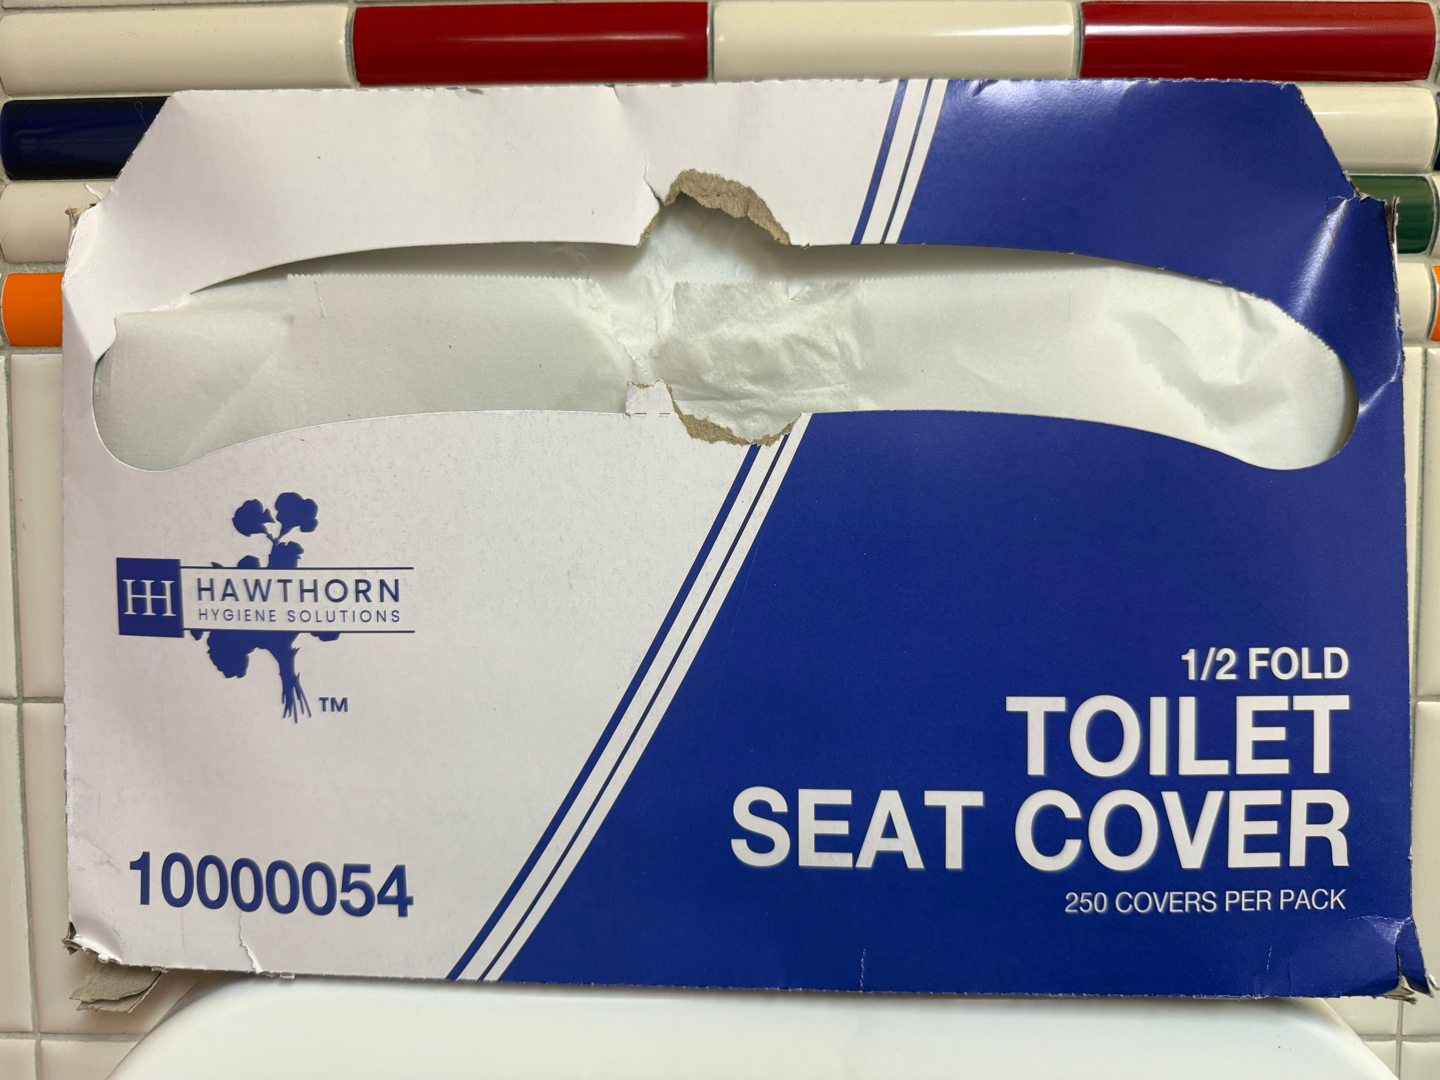 HH HAWTHORN
HYGIENE SOLUTIONS
TM
10000054
1/2 FOLD
TOILET
SEAT COVER
250 COVERS PER PACK